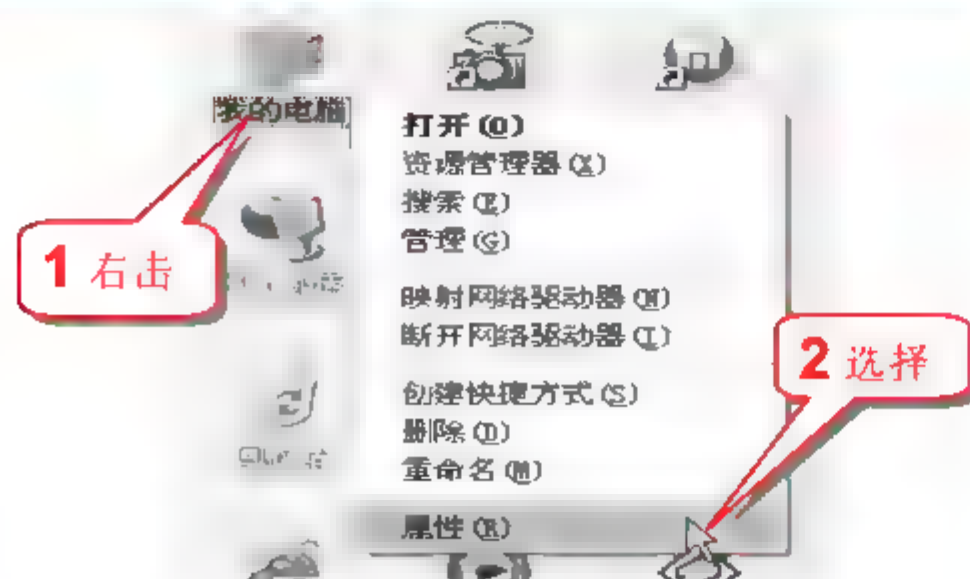 我的电脑
打开(O)
资源管理器(X)
搜索(E)
管理(G)
1 右击
映射网络驱动器(N)
断开网络驱动器(I)
2 选择
创建快捷方式(S)
删除(D)
重命名(M)
属性(R)